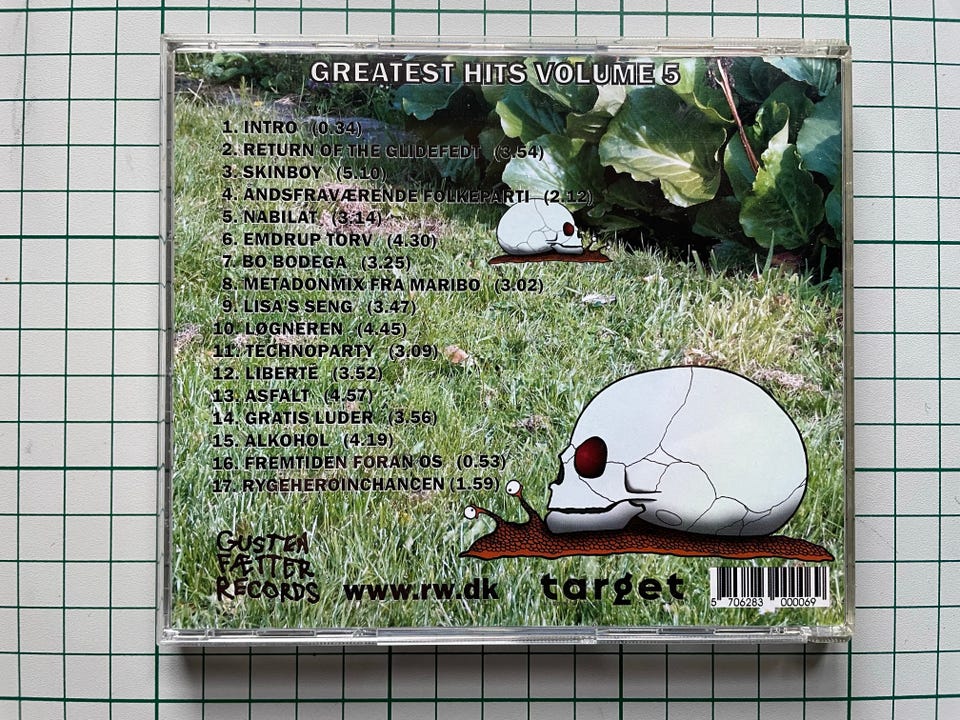 GREATEST HITS VOLUME 5
1. INTRO (0.34)
2. RETURN OF THE GLIDEFEDT (3.54)
3. SKINBOY (5.10)
4. ANDSFRAVÆRENDE FOLKEPARTI (2.12)
5. NABILAT (3.14)
6. EMDRUP TORV (4.30)
7. BO BODEGA (3.25)
8. METADONMIX FRA MARIBO (3.02)
9. LISA'S SENG (3.47)
10. LØGNEREN (4.45)
11. TECHNOPARTY (3.09)
12. LIBERTÉ (3.52)
13. ASFALT (4.57)
14. GRATIS LUDER (3.56)
15. ALKOHOL (4.19)
16. FREMTIDEN FORAN OS (0.53)
17. RYGEHEROINCHANCEN (1.59)
GUSTEN
FÆTTER
RECORDS
www.rw.dk
target
5 706283 000069